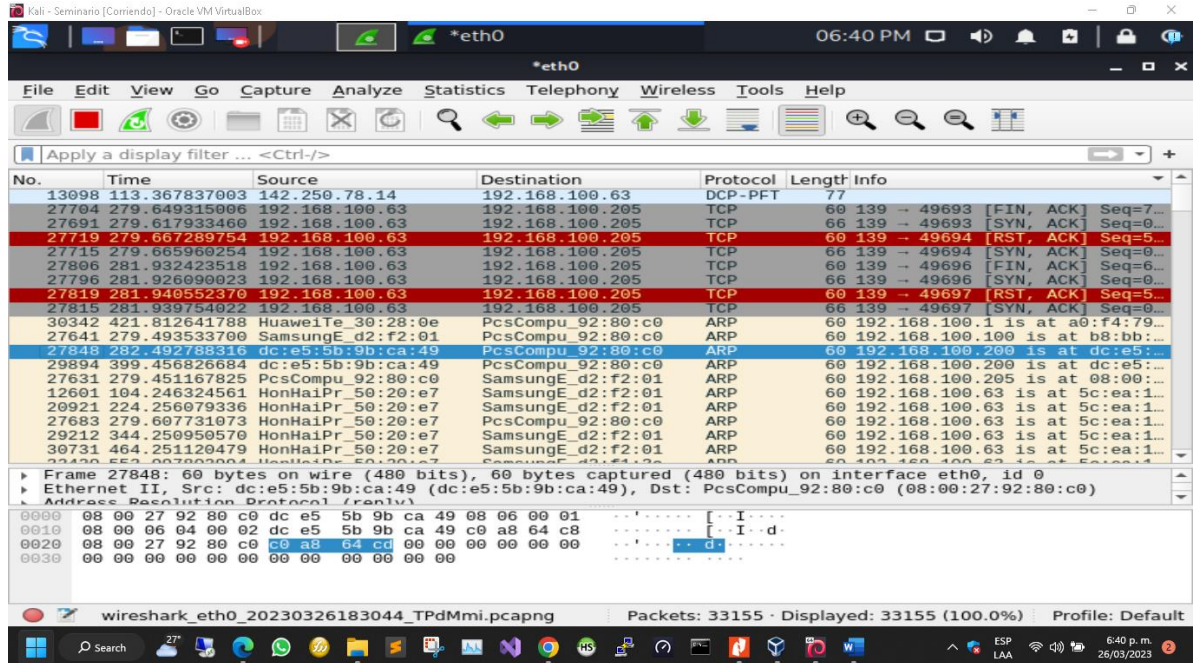 Kali - Seminario [Corriendo] - Oracle VM VirtualBox
*eth0 06:40 PM
*eth0
File Edit View Go Capture Analyze Statistics Telephony Wireless Tools Help
Apply a display filter ... <Ctrl-/>
No. Time Source Destination Protocol Length Info
13098 113.367837003 142.250.78.14 192.168.100.63 DCP-PFT 77
27704 279.649315006 192.168.100.63 192.168.100.205 TCP 60 139 → 49693 [FIN, ACK] Seq=7…
27691 279.617933460 192.168.100.63 192.168.100.205 TCP 66 139 → 49693 [SYN, ACK] Seq=0…
27719 279.667289754 192.168.100.63 192.168.100.205 TCP 60 139 → 49694 [RST, ACK] Seq=5…
27715 279.665960254 192.168.100.63 192.168.100.205 TCP 66 139 → 49694 [SYN, ACK] Seq=0…
27806 281.932423518 192.168.100.63 192.168.100.205 TCP 60 139 → 49696 [FIN, ACK] Seq=6…
27796 281.926090023 192.168.100.63 192.168.100.205 TCP 66 139 → 49696 [SYN, ACK] Seq=0…
27819 281.940552370 192.168.100.63 192.168.100.205 TCP 60 139 → 49697 [RST, ACK] Seq=5…
27815 281.939754022 192.168.100.63 192.168.100.205 TCP 66 139 → 49697 [SYN, ACK] Seq=0…
30342 421.812641788 HuaweiTe_30:28:0e PcsCompu_92:80:c0 ARP 60 192.168.100.1 is at a0:f4:79…
27641 279.493533700 SamsungE_d2:f2:01 PcsCompu_92:80:c0 ARP 60 192.168.100.100 is at b8:bb:…
27848 282.492788316 dc:e5:5b:9b:ca:49 PcsCompu_92:80:c0 ARP 60 192.168.100.200 is at dc:e5:…
29894 399.456826684 dc:e5:5b:9b:ca:49 PcsCompu_92:80:c0 ARP 60 192.168.100.200 is at dc:e5:…
27631 279.451167825 PcsCompu_92:80:c0 SamsungE_d2:f2:01 ARP 60 192.168.100.205 is at 08:00:…
12601 104.246324561 HonHaiPr_50:20:e7 SamsungE_d2:f2:01 ARP 60 192.168.100.63 is at 5c:ea:1…
20921 224.256079336 HonHaiPr_50:20:e7 SamsungE_d2:f2:01 ARP 60 192.168.100.63 is at 5c:ea:1…
27683 279.607731073 HonHaiPr_50:20:e7 SamsungE_d2:f2:01 ARP 60 192.168.100.63 is at 5c:ea:1…
29212 344.250950570 HonHaiPr_50:20:e7 SamsungE_d2:f2:01 ARP 60 192.168.100.63 is at 5c:ea:1…
30731 464.251120479 HonHaiPr_50:20:e7 SamsungE_d2:f2:01 ARP 60 192.168.100.63 is at 5c:ea:1…
Frame 27848: 60 bytes on wire (480 bits), 60 bytes captured (480 bits) on interface eth0, id 0
Ethernet II, Src: dc:e5:5b:9b:ca:49 (dc:e5:5b:9b:ca:49), Dst: PcsCompu_92:80:c0 (08:00:27:92:80:c0)
Address Resolution Protocol (reply)
0000 08 00 27 92 80 c0 dc e5 5b 9b ca 49 08 06 00 01 ··'····· [··I····
0010 08 00 06 04 00 02 dc e5 5b 9b ca 49 c0 a8 64 c8 ········ [··I··d·
0020 08 00 27 92 80 c0 c0 a8 64 cd 00 00 00 00 00 00 ··'····· d·······
0030 00 00 00 00 00 00 00 00 00 00 00 00 ········ ····
wireshark_eth0_20230326183044_TPdMmi.pcapng Packets: 33155 · Displayed: 33155 (100.0%) Profile: Default
Search 27° ESP LAA 6:40 p. m. 26/03/2023 2